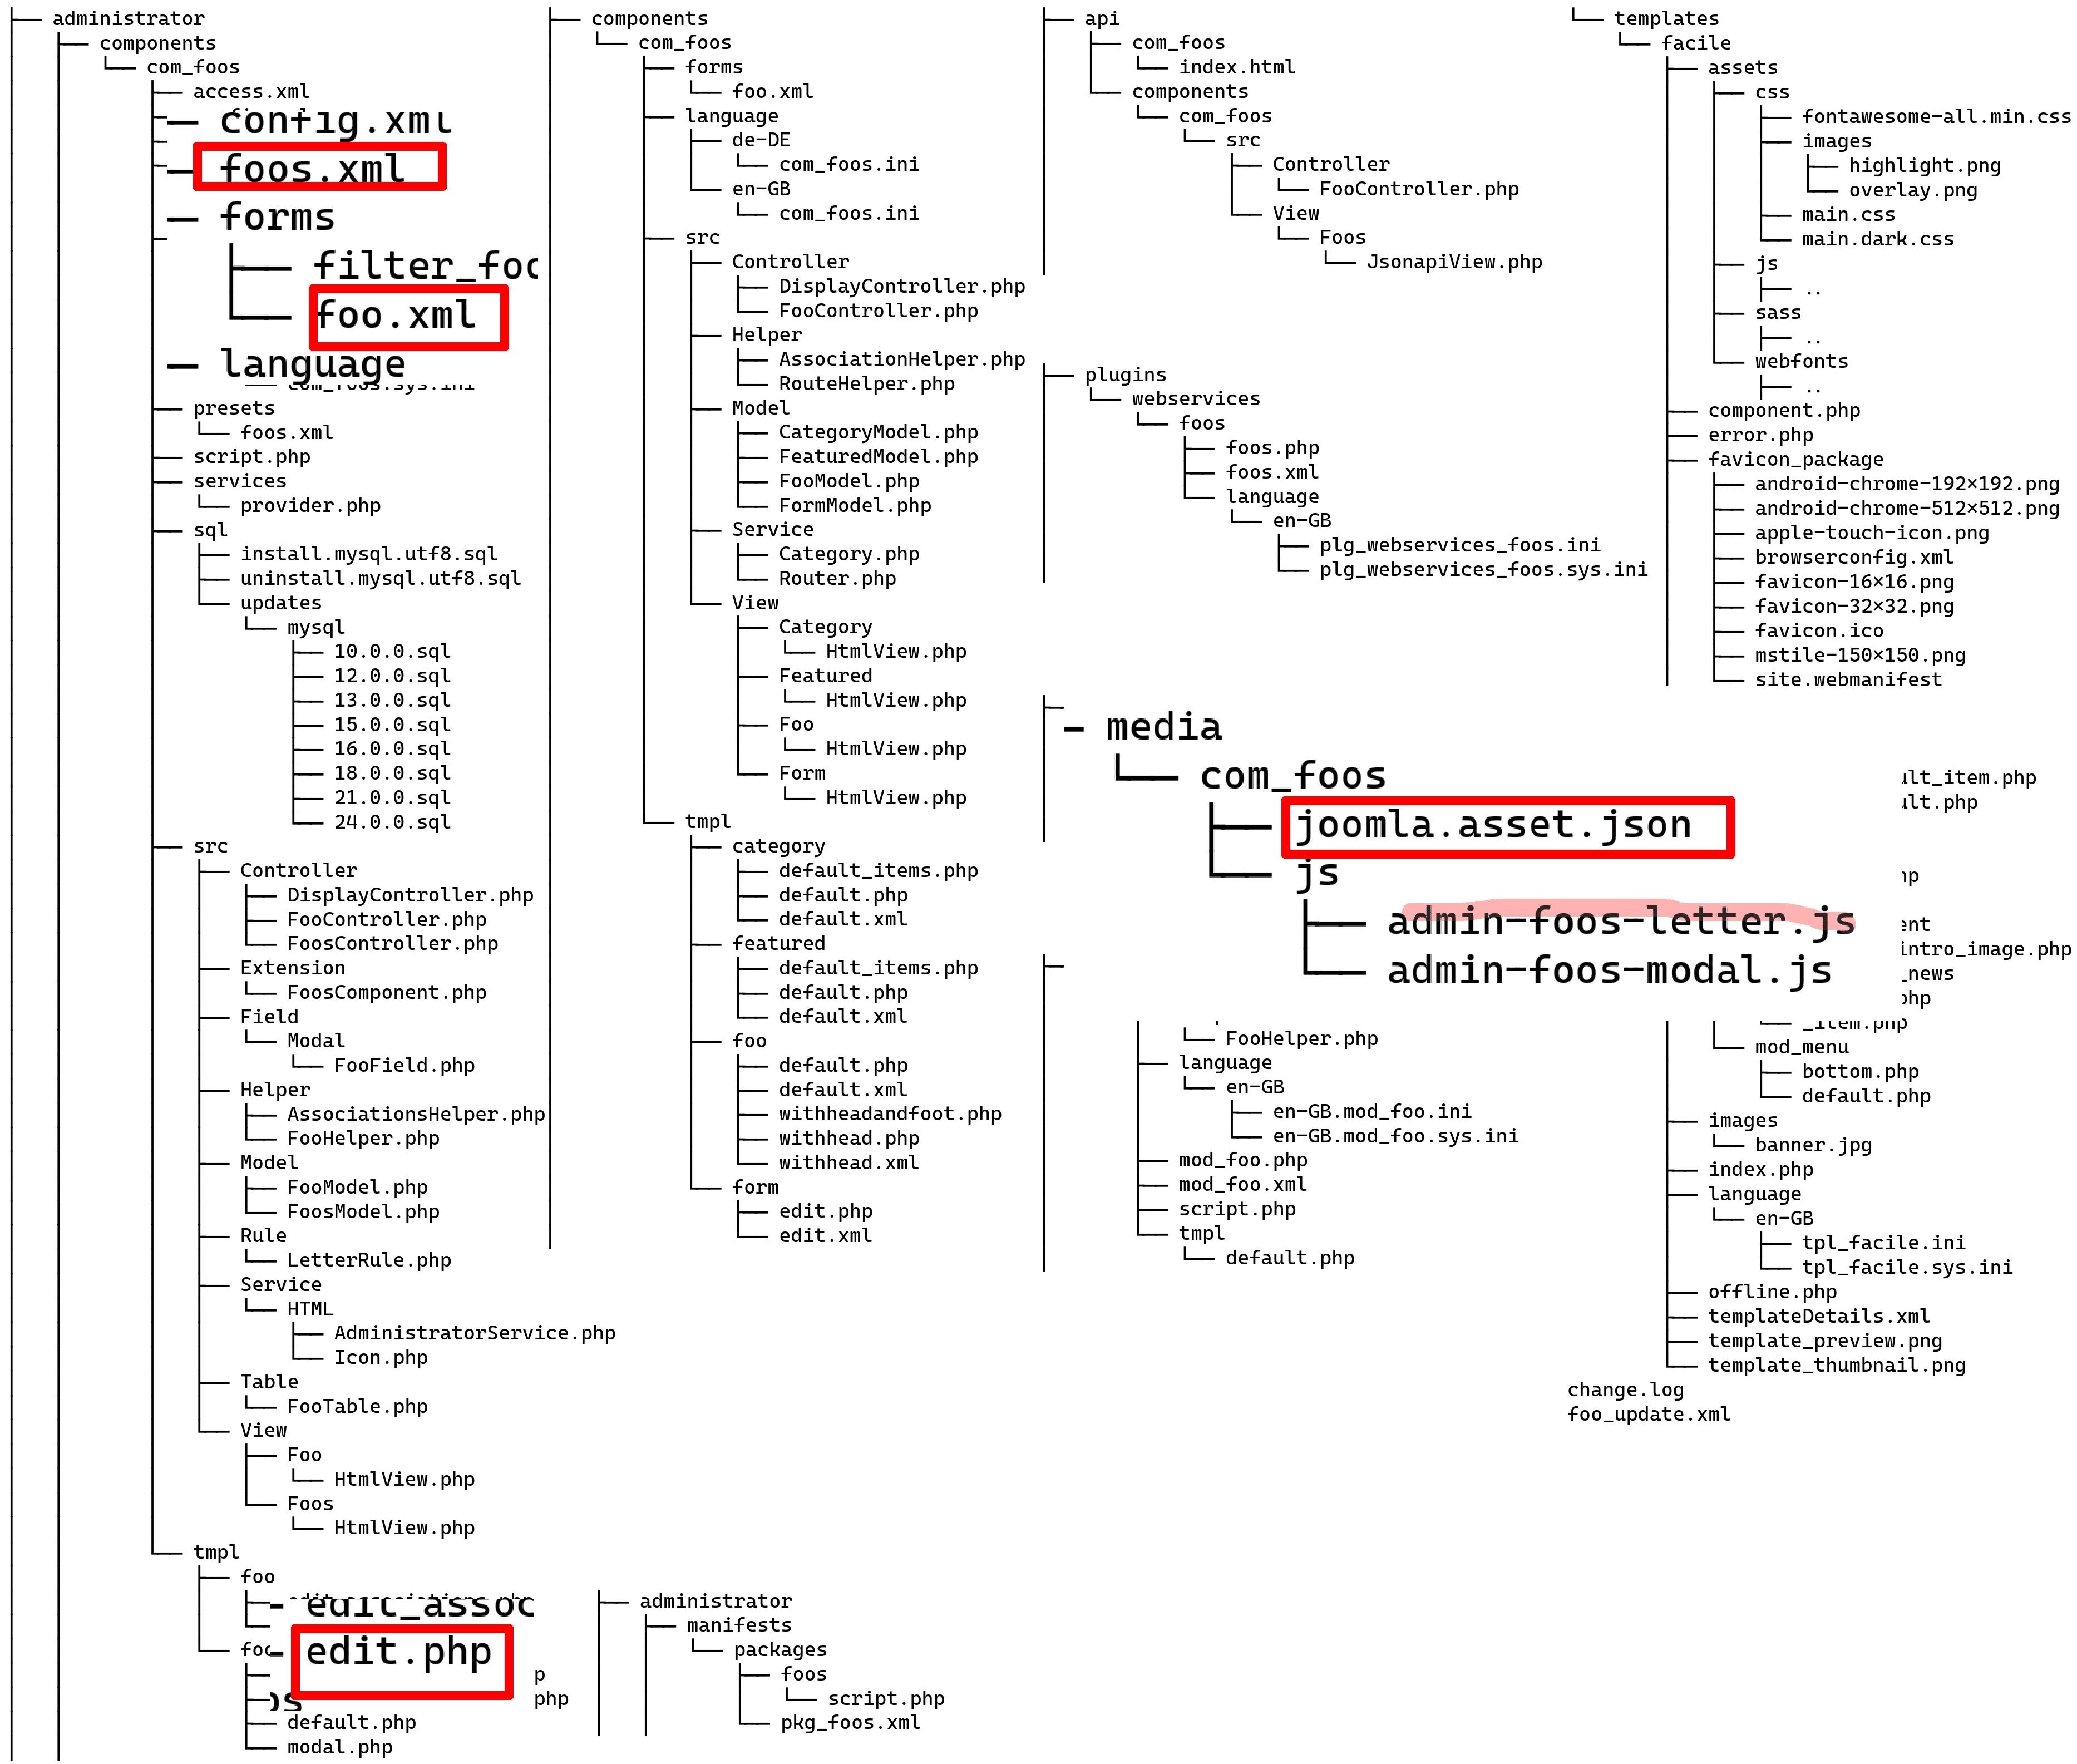 administrator
components
com_foos
access.xml
config.xml
foos.xml
forms
filter_foo
foo.xml
language
com_foos.sys.ini
presets
foos.xml
script.php
services
provider.php
sql
install.mysql.utf8.sql
uninstall.mysql.utf8.sql
updates
mysql
10.0.0.sql
12.0.0.sql
13.0.0.sql
15.0.0.sql
16.0.0.sql
18.0.0.sql
21.0.0.sql
24.0.0.sql
src
Controller
DisplayController.php
FooController.php
FoosController.php
Extension
FoosComponent.php
Field
Modal
FooField.php
Helper
AssociationsHelper.php
FooHelper.php
Model
FooModel.php
FoosModel.php
Rule
LetterRule.php
Service
HTML
AdministratorService.php
Icon.php
Table
FooTable.php
View
Foo
HtmlView.php
Foos
HtmlView.php
tmpl
foo
edit_assoc
edit.php
default.php
modal.php
components
com_foos
forms
foo.xml
language
de-DE
com_foos.ini
en-GB
com_foos.ini
src
Controller
DisplayController.php
FooController.php
Helper
AssociationHelper.php
RouteHelper.php
Model
CategoryModel.php
FeaturedModel.php
FooModel.php
FormModel.php
Service
Category.php
Router.php
View
Category
HtmlView.php
Featured
HtmlView.php
Foo
HtmlView.php
Form
HtmlView.php
tmpl
category
default_items.php
default.php
default.xml
featured
default_items.php
default.php
default.xml
foo
default.php
default.xml
withheadandfoot.php
withhead.php
withhead.xml
form
edit.php
edit.xml
administrator
manifests
packages
foos
script.php
pkg_foos.xml
api
com_foos
index.html
components
com_foos
src
Controller
FooController.php
View
Foos
JsonapiView.php
plugins
webservices
foos
foos.php
foos.xml
language
en-GB
plg_webservices_foos.ini
plg_webservices_foos.sys.ini
media
com_foos
joomla.asset.json
js
admin-foos-letter.js
admin-foos-modal.js
FooHelper.php
language
en-GB
en-GB.mod_foo.ini
en-GB.mod_foo.sys.ini
mod_foo.php
mod_foo.xml
script.php
tmpl
default.php
templates
facile
assets
css
fontawesome-all.min.css
images
highlight.png
overlay.png
main.css
main.dark.css
js
..
sass
..
webfonts
..
component.php
error.php
favicon_package
android-chrome-192×192.png
android-chrome-512×512.png
apple-touch-icon.png
browserconfig.xml
favicon-16×16.png
favicon-32×32.png
favicon.ico
mstile-150×150.png
site.webmanifest
ult_item.php
ult.php
hp
ent
intro_image.php
_news
php
_item.php
mod_menu
bottom.php
default.php
images
banner.jpg
index.php
language
en-GB
tpl_facile.ini
tpl_facile.sys.ini
offline.php
templateDetails.xml
template_preview.png
template_thumbnail.png
change.log
foo_update.xml